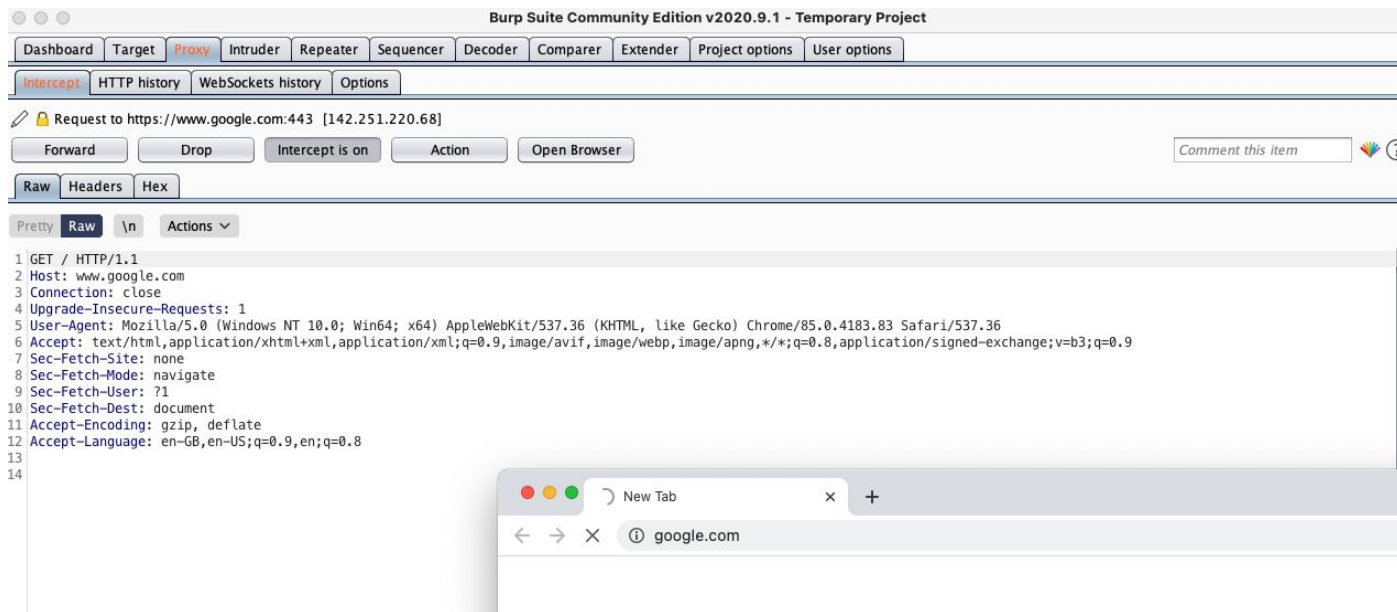 Burp Suite Community Edition v2020.9.1 - Temporary Project
Dashboard Target Proxy Intruder Repeater Sequencer Decoder Comparer Extender Project options User options
Intercept HTTP history WebSockets history Options
Request to https://www.google.com:443 [142.251.220.68]
Forward Drop Intercept is on Action Open Browser Comment this item ?
Raw Headers Hex
Pretty Raw \n Actions
1 GET / HTTP/1.1
2 Host: www.google.com
3 Connection: close
4 Upgrade-Insecure-Requests: 1
5 User-Agent: Mozilla/5.0 (Windows NT 10.0; Win64; x64) AppleWebKit/537.36 (KHTML, like Gecko) Chrome/85.0.4183.83 Safari/537.36
6 Accept: text/html,application/xhtml+xml,application/xml;q=0.9,image/avif,image/webp,image/apng,*/*;q=0.8,application/signed-exchange;v=b3;q=0.9
7 Sec-Fetch-Site: none
8 Sec-Fetch-Mode: navigate
9 Sec-Fetch-User: ?1
10 Sec-Fetch-Dest: document
11 Accept-Encoding: gzip, deflate
12 Accept-Language: en-GB,en-US;q=0.9,en;q=0.8
13
14
New Tab
google.com